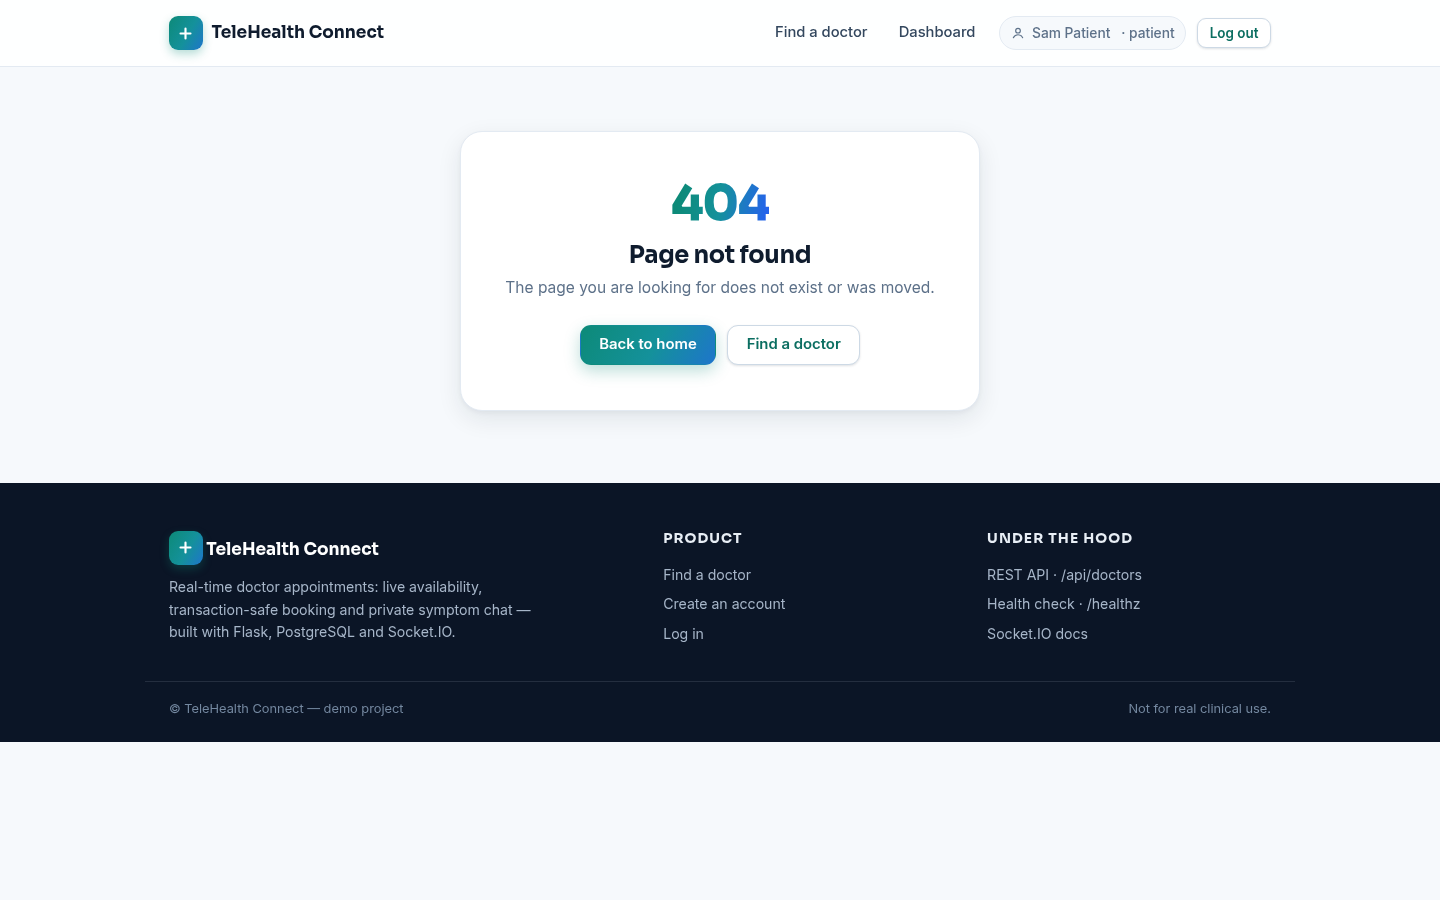 TeleHealth Connect
Find a doctor
Dashboard
Sam Patient · patient
Log out
404
Page not found
The page you are looking for does not exist or was moved.
Back to home
Find a doctor
TeleHealth Connect
Real-time doctor appointments: live availability,
transaction-safe booking and private symptom chat —
built with Flask, PostgreSQL and Socket.IO.
PRODUCT
Find a doctor
Create an account
Log in
UNDER THE HOOD
REST API · /api/doctors
Health check · /healthz
Socket.IO docs
© TeleHealth Connect — demo project
Not for real clinical use.